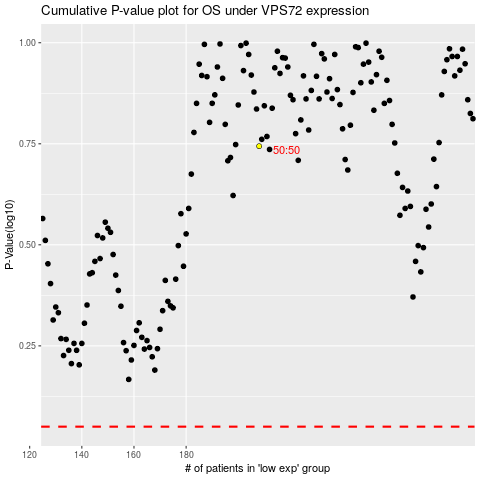 Cumulative P-value plot for OS under VPS72 expression
P-Value(log10)
1.00
0.75
0.50
0.25
50:50
120 140 160 180
# of patients in 'low exp' group